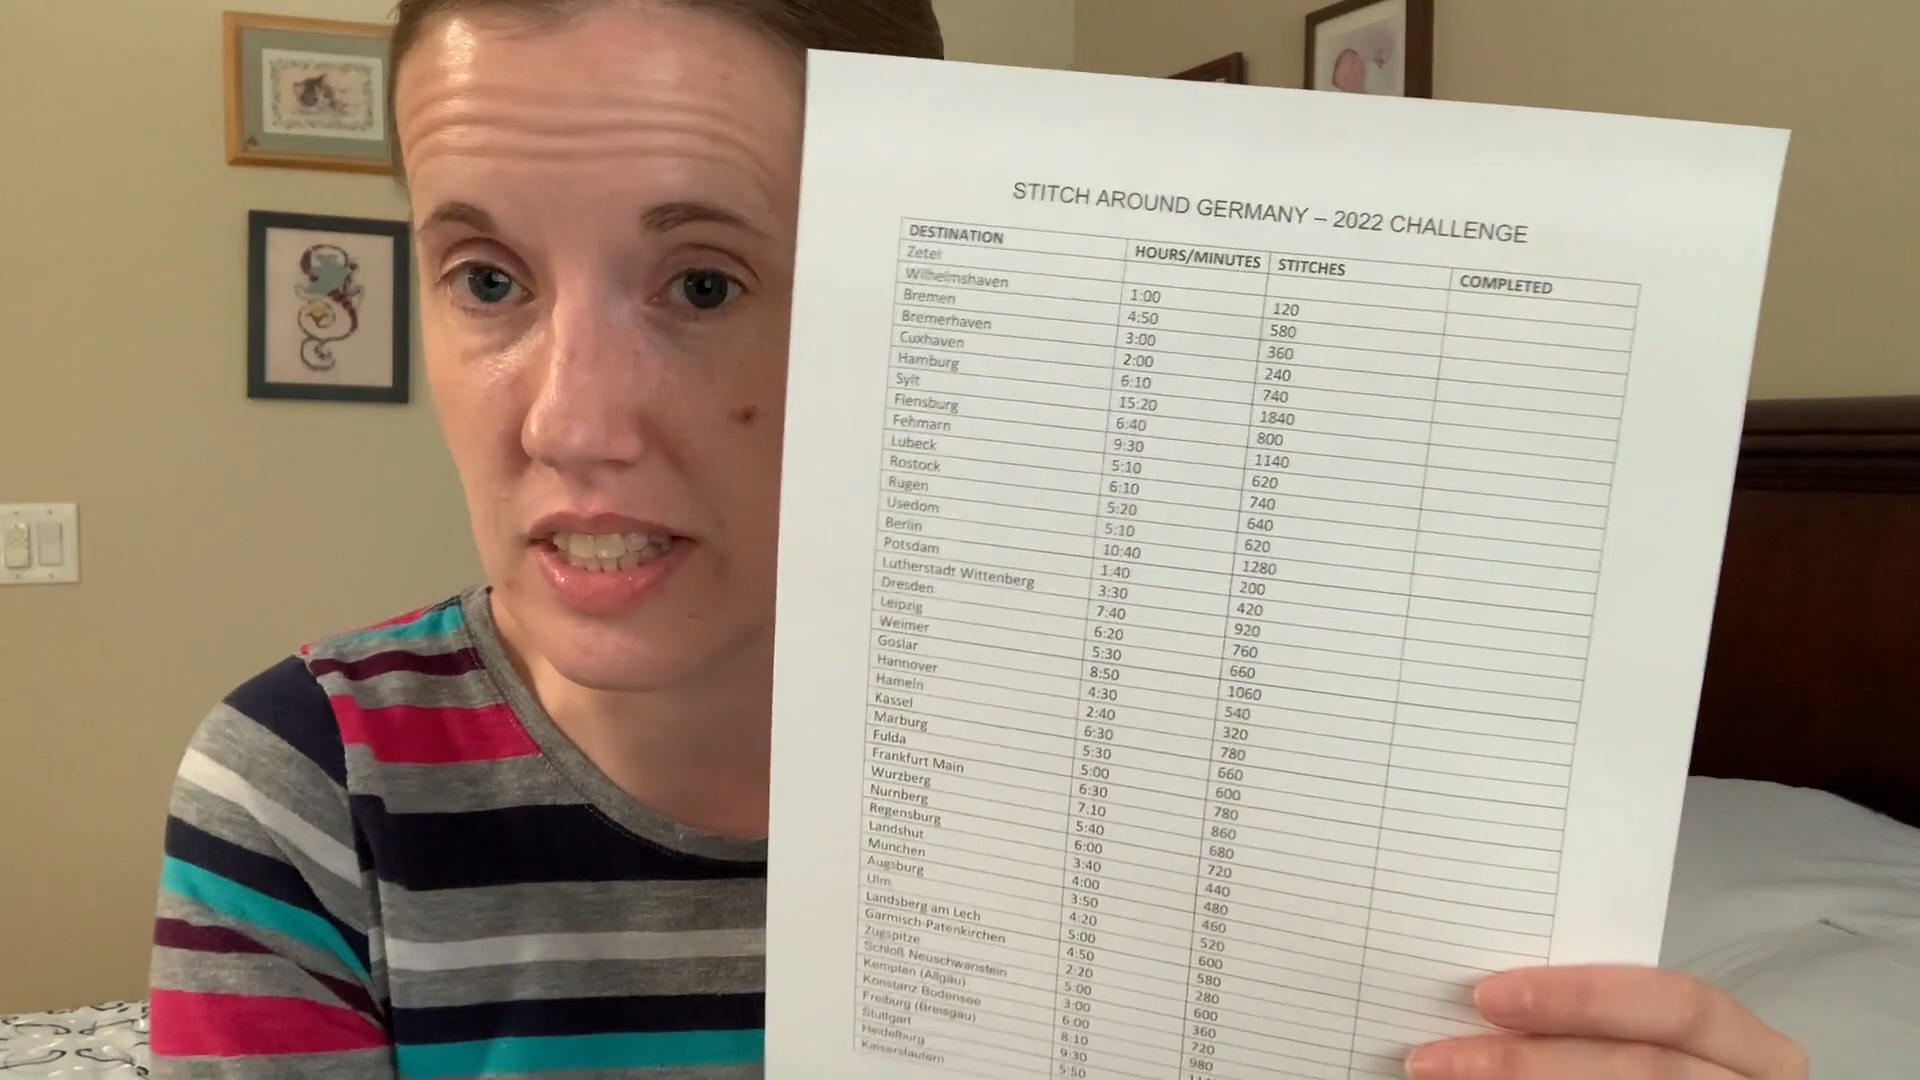 STITCH AROUND GERMANY – 2022 CHALLENGE
DESTINATION HOURS/MINUTES STITCHES COMPLETED
Zetel
Wilhelmshaven 1:00 120
Bremen 4:50 580
Bremerhaven 3:00 360
Cuxhaven 2:00 240
Hamburg 6:10 740
Sylt 15:20 1840
Flensburg 6:40 800
Fehmarn 9:30 1140
Lubeck 5:10 620
Rostock 6:10 740
Rugen 5:20 640
Usedom 5:10 620
Berlin 10:40 1280
Potsdam 1:40 200
Lutherstadt Wittenberg 3:30 420
Dresden 7:40 920
Leipzig 6:20 760
Weimer 5:30 660
Goslar 8:50 1060
Hannover 4:30 540
Hameln 2:40 320
Kassel 6:30 780
Marburg 5:30 660
Fulda 5:00 600
Frankfurt Main 6:30 780
Wurzberg 7:10 860
Nurnberg 5:40 680
Regensburg 6:00 720
Landshut 3:40 440
Munchen 4:00 480
Augsburg 3:50 460
Ulm 4:20 520
Landsberg am Lech 5:00 600
Garmisch-Patenkirchen 4:50 580
Zugspitze 2:20 280
Schloß Neuschwanstein 5:00 600
Kempten (Allgau) 3:00 360
Konstanz Bodensee 6:00 720
Freiburg (Breisgau) 8:10 980
Stuttgart 9:30
Heidelburg 5:50
Kaiserslautern